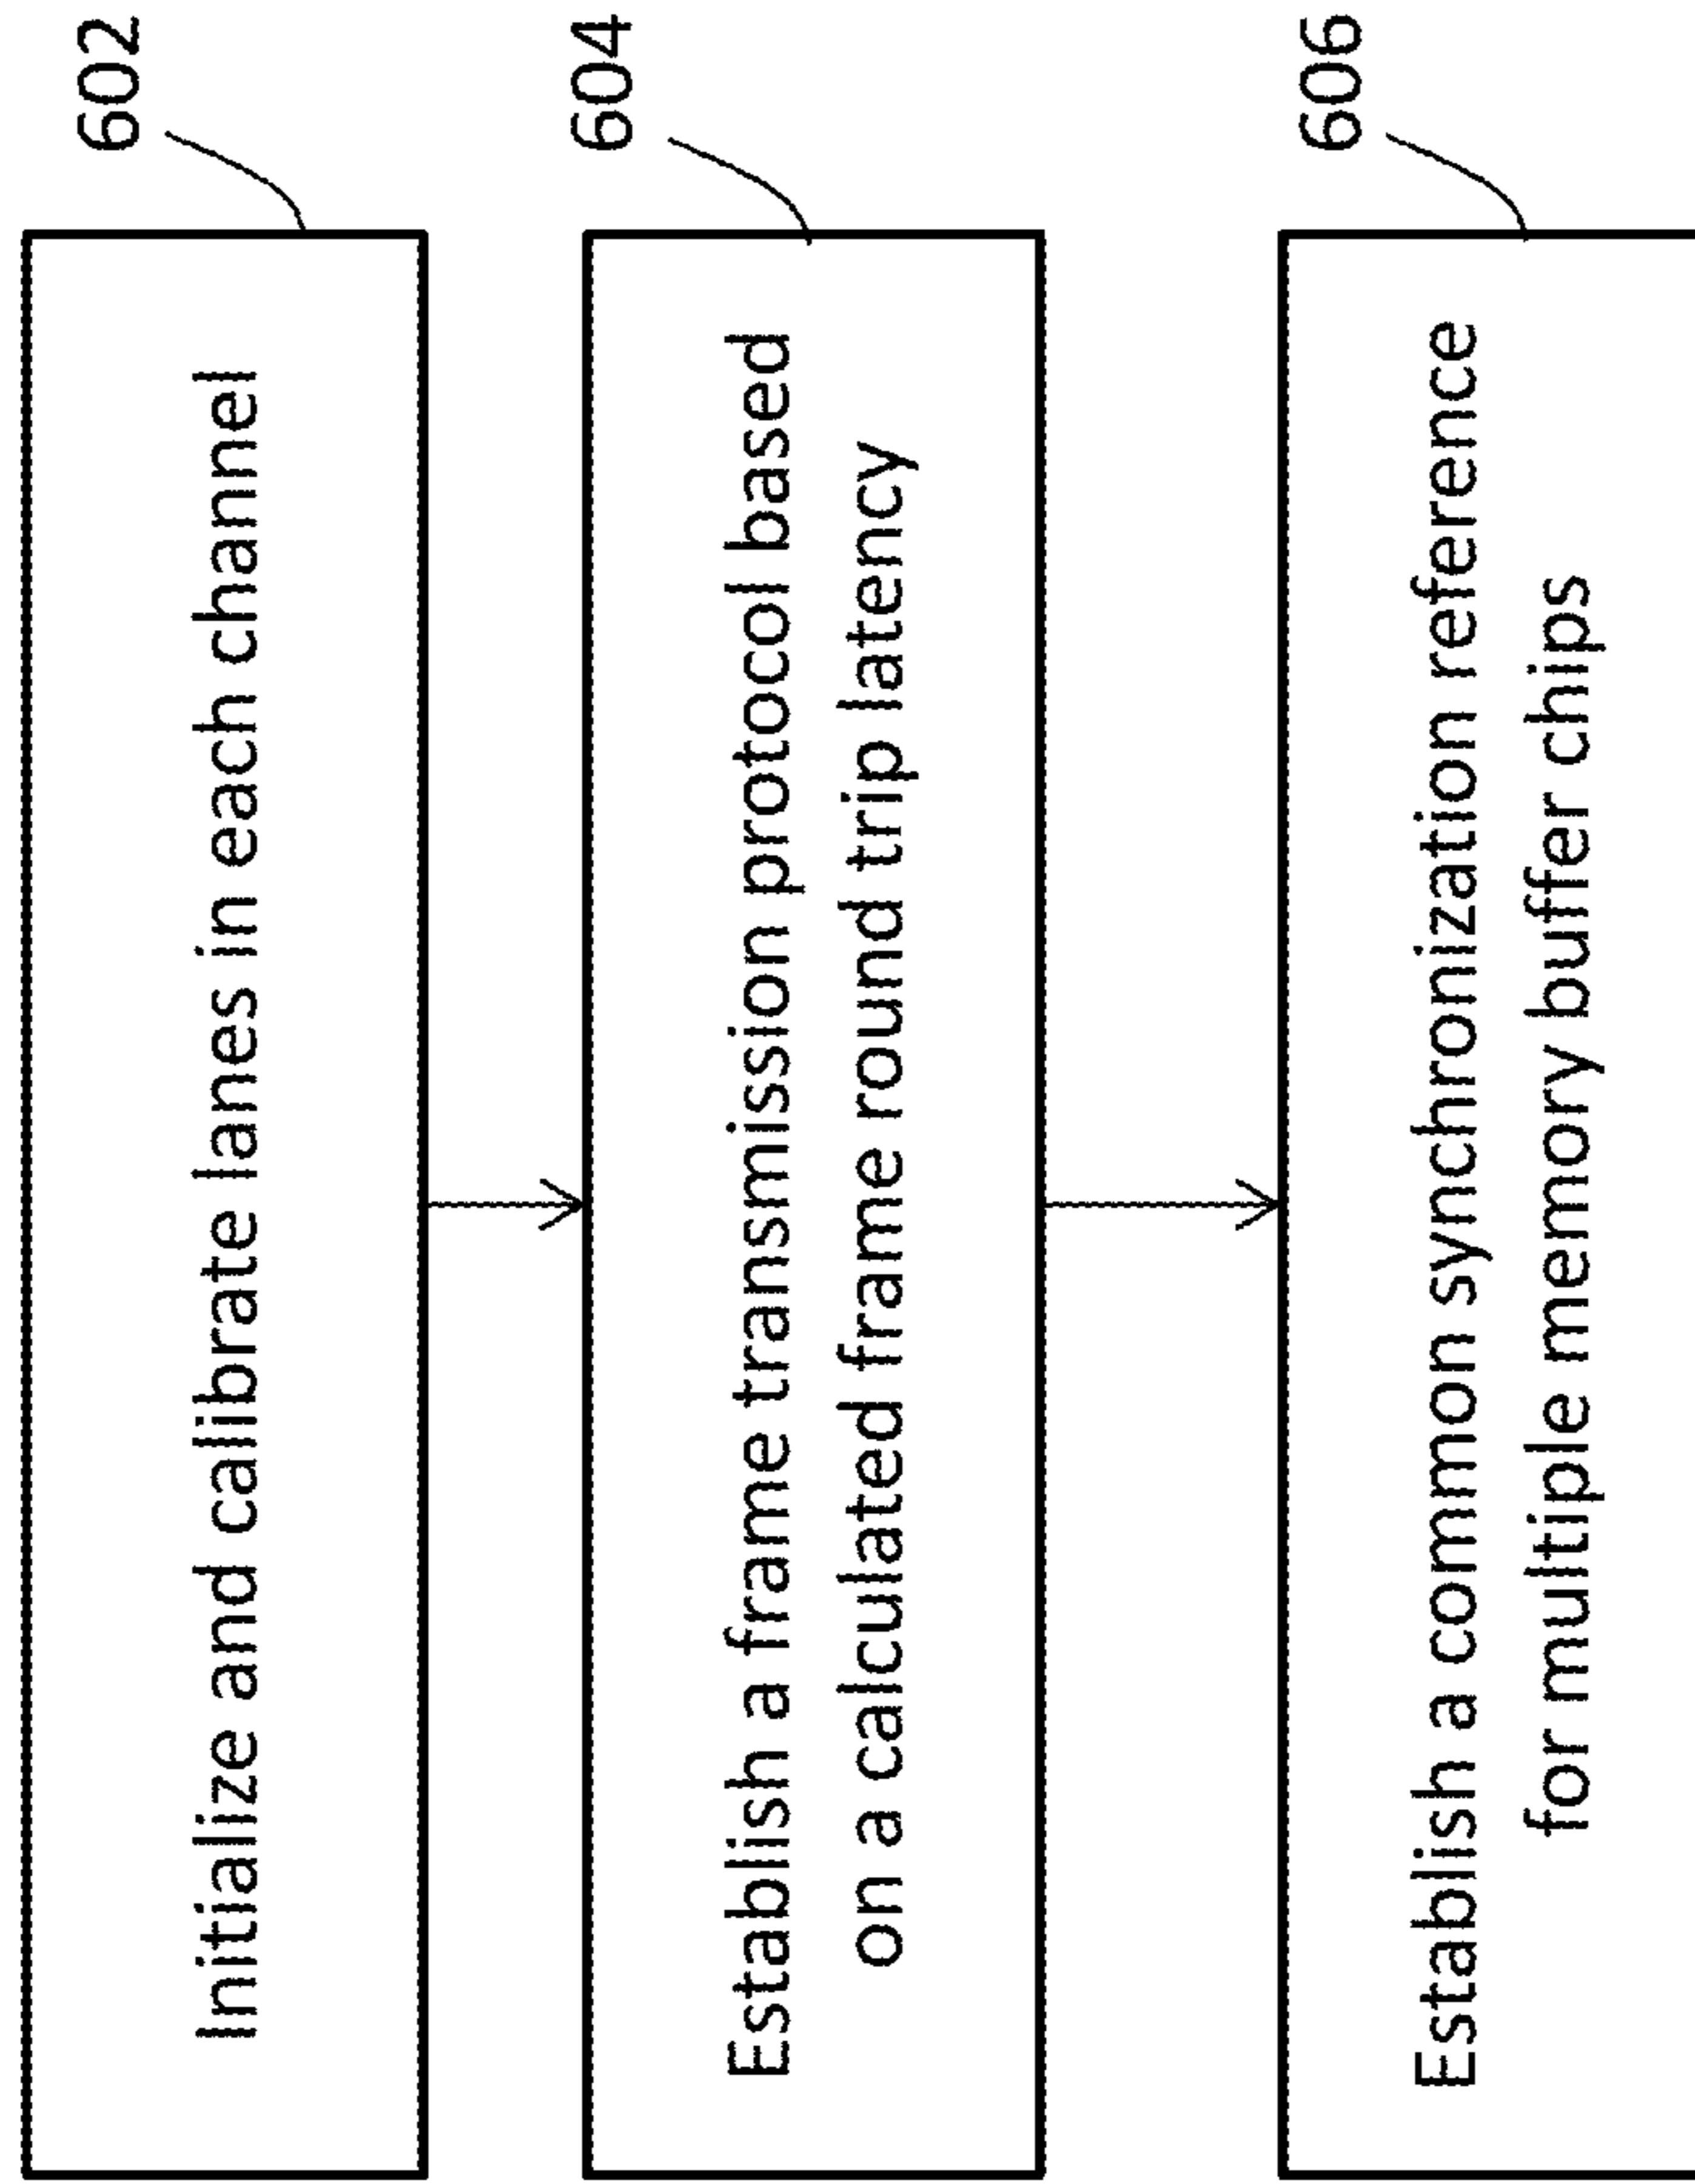 602
Initialize and calibrate lanes in each channel
604
Establish a frame transmission protocol based
on a calculated frame round trip latency
606
Establish a common synchronization reference
for multiple memory buffer chips